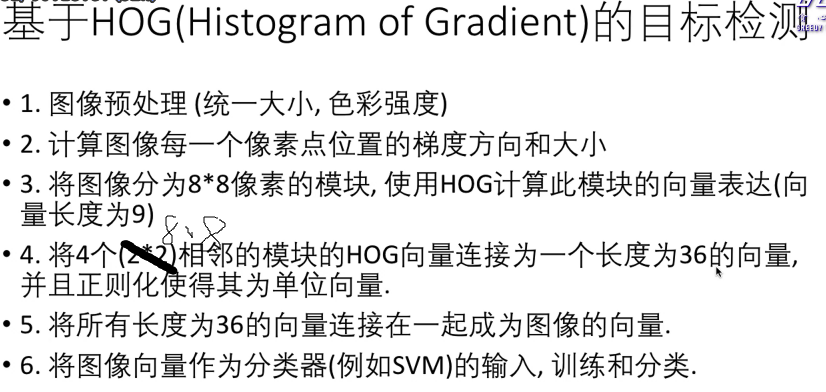 基于HOG(Histogram of Gradient)的目标检测
• 1. 图像预处理 (统一大小, 色彩强度)
• 2. 计算图像每一个像素点位置的梯度方向和大小
• 3. 将图像分为8*8像素的模块, 使用HOG计算此模块的向量表达(向
量长度为9)
8 × 8
• 4. 将4个(2*2)相邻的模块的HOG向量连接为一个长度为36的向量,
并且正则化使得其为单位向量.
• 5. 将所有长度为36的向量连接在一起成为图像的向量.
• 6. 将图像向量作为分类器(例如SVM)的输入, 训练和分类.